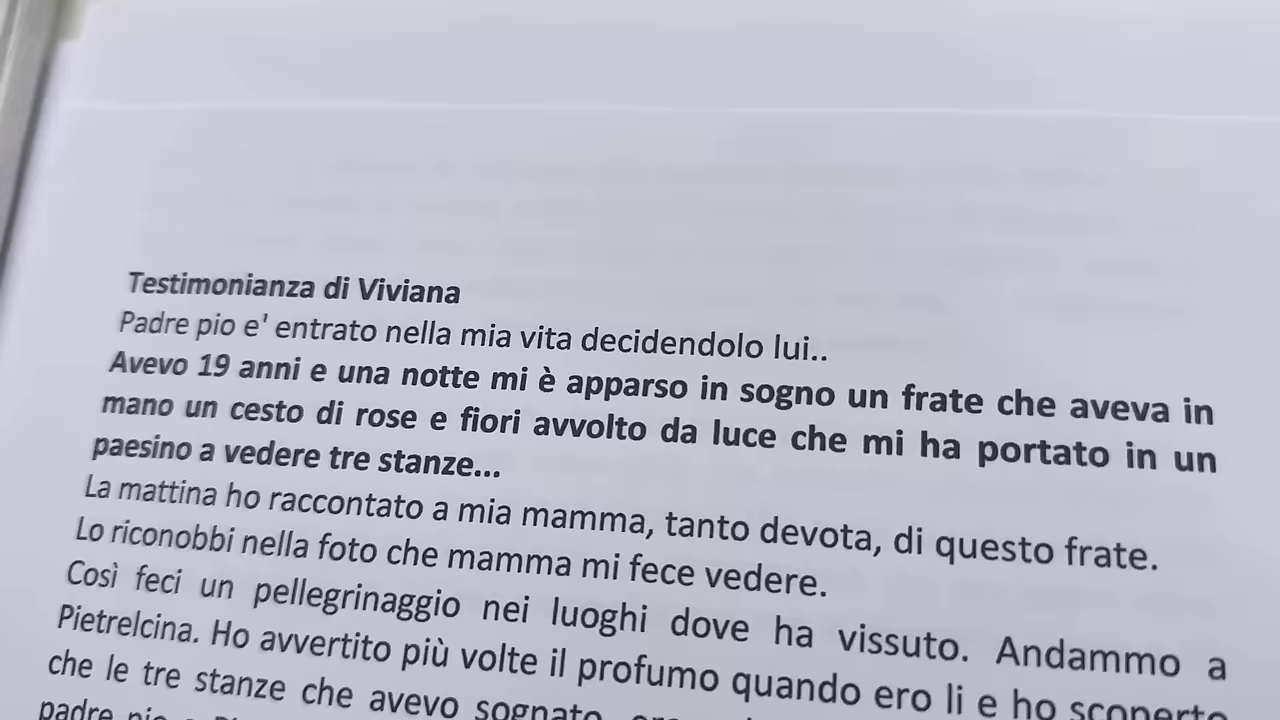 Testimonianza di Viviana
Padre pio e' entrato nella mia vita decidendolo lui..
Avevo 19 anni e una notte mi è apparso in sogno un frate che aveva in
mano un cesto di rose e fiori avvolto da luce che mi ha portato in un
paesino a vedere tre stanze...
La mattina ho raccontato a mia mamma, tanto devota, di questo frate.
Lo riconobbi nella foto che mamma mi fece vedere.
Così feci un pellegrinaggio nei luoghi dove ha vissuto. Andammo a
Pietrelcina. Ho avvertito più volte il profumo quando ero li e ho scoperto
che le tre stanze che avevo sognato
padre pio